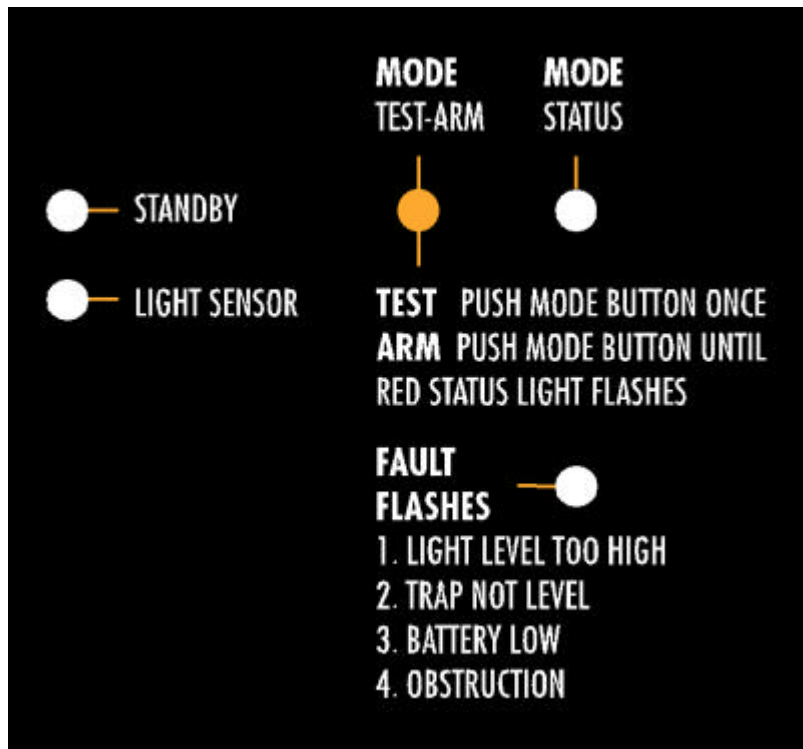 MODE
TEST-ARM
MODE
STATUS
STANDBY
LIGHT SENSOR
TEST PUSH MODE BUTTON ONCE
ARM PUSH MODE BUTTON UNTIL
RED STATUS LIGHT FLASHES
FAULT
FLASHES
1. LIGHT LEVEL TOO HIGH
2. TRAP NOT LEVEL
3. BATTERY LOW
4. OBSTRUCTION